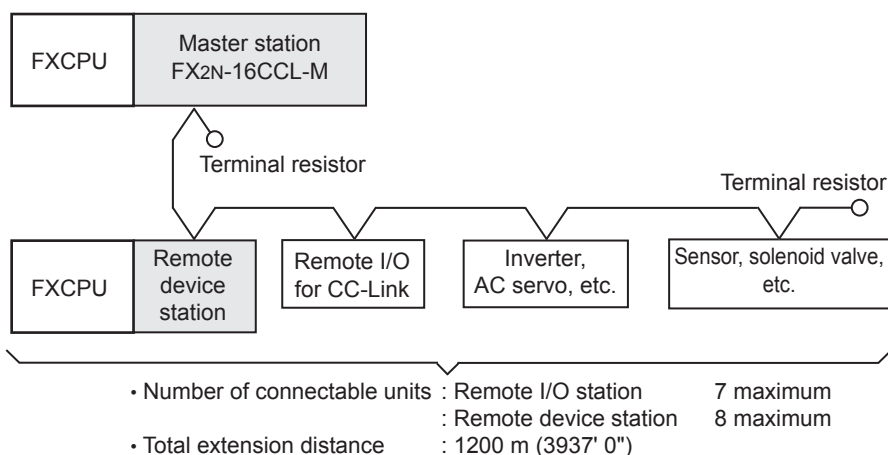 FXCPU
Master station
FX2N-16CCL-M
Terminal resistor
Terminal resistor
FXCPU
Remote
device
station
Remote I/O
for CC-Link
Inverter,
AC servo, etc.
Sensor, solenoid valve,
etc.
• Number of connectable units : Remote I/O station 7 maximum
: Remote device station 8 maximum
• Total extension distance : 1200 m (3937' 0")